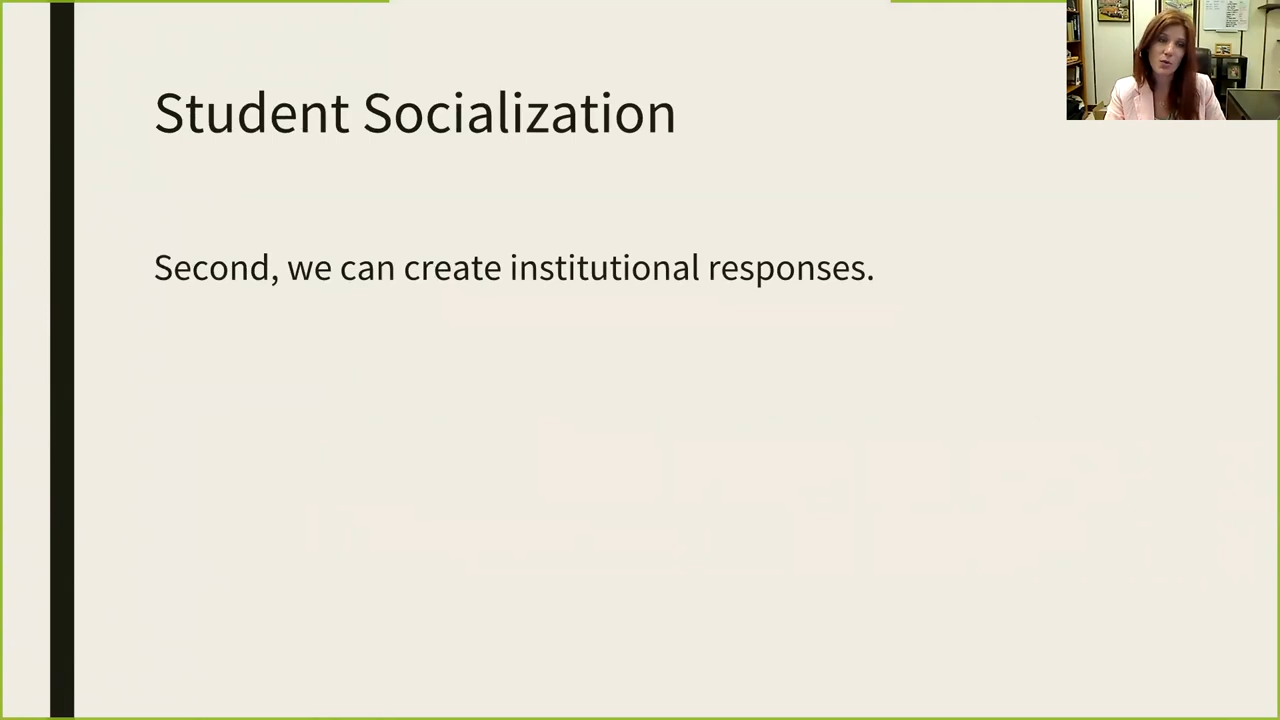 Student Socialization
Second, we can create institutional responses.